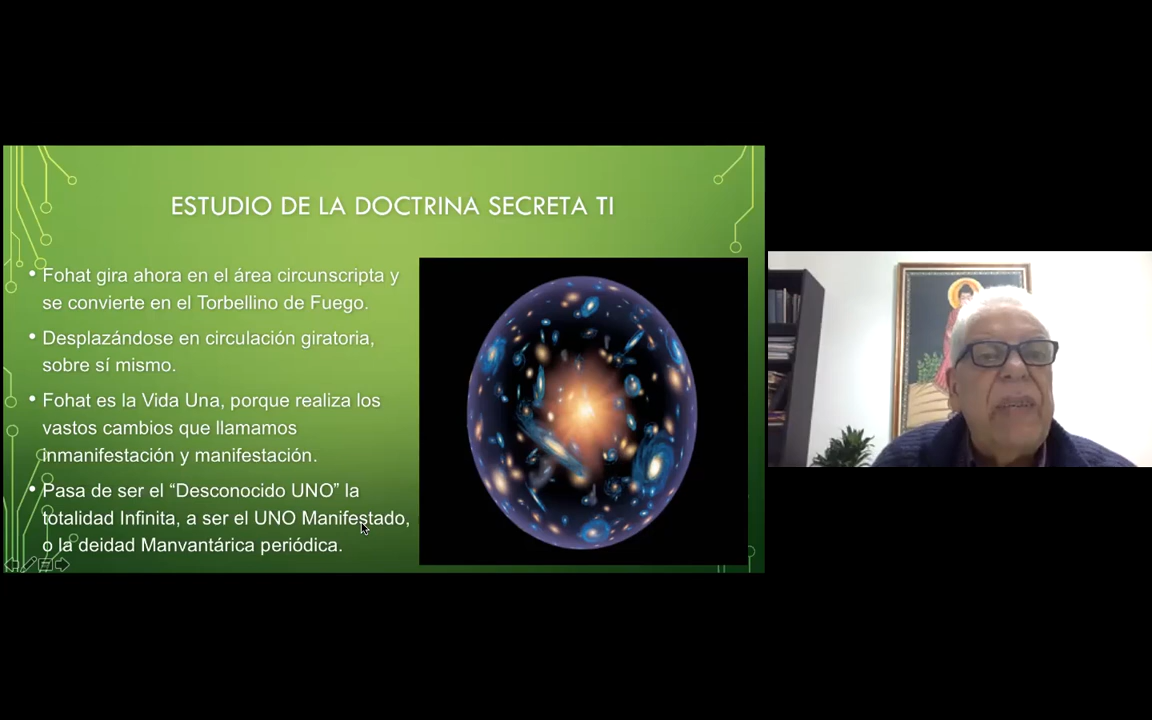 ESTUDIO DE LA DOCTRINA SECRETA TI
• Fohat gira ahora en el área circunscripta y
se convierte en el Torbellino de Fuego.
• Desplazándose en circulación giratoria,
sobre sí mismo.
• Fohat es la Vida Una, porque realiza los
vastos cambios que llamamos
inmanifestación y manifestación.
• Pasa de ser el “Desconocido UNO” la
totalidad Infinita, a ser el UNO Manifestado,
o la deidad Manvantárica periódica.